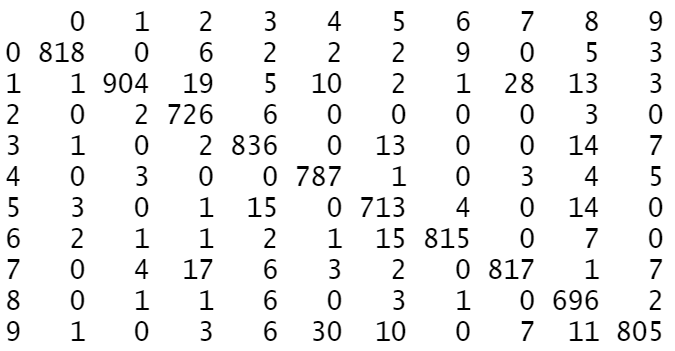 0 1 2 3 4 5 6 7 8 9
0 818 0 6 2 2 2 9 0 5 3
1 1 904 19 5 10 2 1 28 13 3
2 0 2 726 6 0 0 0 0 3 0
3 1 0 2 836 0 13 0 0 14 7
4 0 3 0 0 787 1 0 3 4 5
5 3 0 1 15 0 713 4 0 14 0
6 2 1 1 2 1 15 815 0 7 0
7 0 4 17 6 3 2 0 817 1 7
8 0 1 1 6 0 3 1 0 696 2
9 1 0 3 6 30 10 0 7 11 805